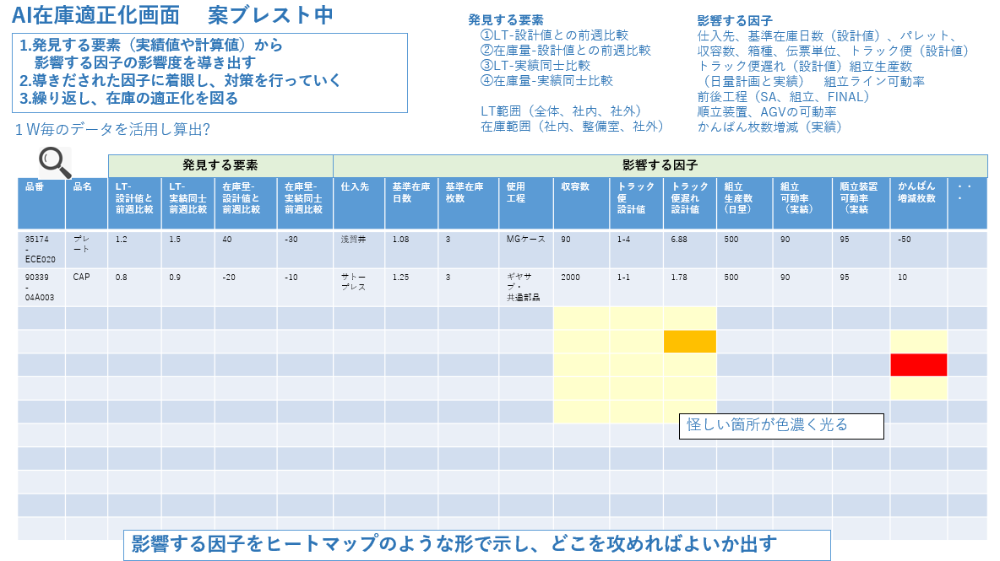 AI在庫適正化画面　案ブレスト中
1.発見する要素（実績値や計算値）から
影響する因子の影響度を導き出す
2.導きだされた因子に着眼し、対策を行っていく
3.繰り返し、在庫の適正化を図る
１W毎のデータを活用し算出?
発見する要素
①LT-設計値との前週比較
②在庫量-設計値との前週比較
③LT-実績同士比較
④在庫量-実績同士比較
LT範囲（全体、社内、社外）
在庫範囲（社内、整備室、社外）
影響する因子
仕入先、基準在庫日数（設計値）、パレット、
収容数、箱種、伝票単位、トラック便（設計値）
トラック便遅れ（設計値）組立生産数
（日量計画と実績）　組立ライン可動率
前後工程（SA、組立、FINAL）
順立装置、AGVの可動率
かんばん枚数増減（実績）
発見する要素
影響する因子
品番
品名
LT-
設計値と
前週比較
LT-
実績同士
前週比較
在庫量-
設計値と
前週比較
在庫量-
実績同士
前週比較
仕入先
基準在庫
日数
基準在庫
枚数
使用
工程
収容数
トラック
便
設計値
トラック
便遅れ
設計値
組立
生産数
（日量）
組立
可動率
（実績）
順立装置
可動率
（実績
かんばん
増減枚数
・・
・
35174
-
ECE020
プレ
ート
1.2
1.5
40
-30
浅賀井
1.08
3
MGケース
90
1-4
6.88
500
90
95
-50
90339
-
04A003
CAP
0.8
0.9
-20
-10
サトー
プレス
1.25
3
ギヤサ
ブ・
共通部品
2000
1-1
1.78
500
90
95
10
怪しい箇所が色濃く光る
影響する因子をヒートマップのような形で示し、どこを攻めればよいか出す